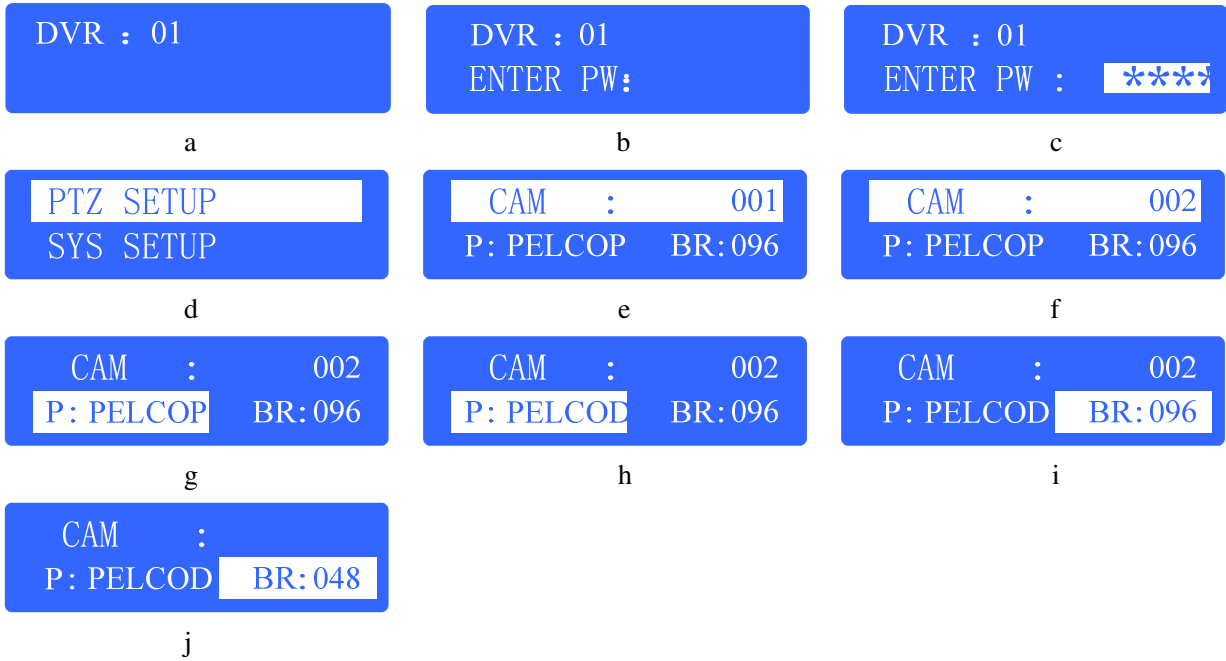 DVR : 01
DVR : 01
ENTER PW:
DVR : 01
ENTER PW : ****
a
b
c
PTZ SETUP
SYS SETUP
CAM : 001
P: PELCOP BR:096
CAM : 002
P: PELCOP BR:096
d
e
f
CAM : 002
P: PELCOP BR:096
CAM : 002
P: PELCOD BR:096
CAM : 002
P: PELCOD BR:096
g
h
i
CAM :
P: PELCOD BR:048
j